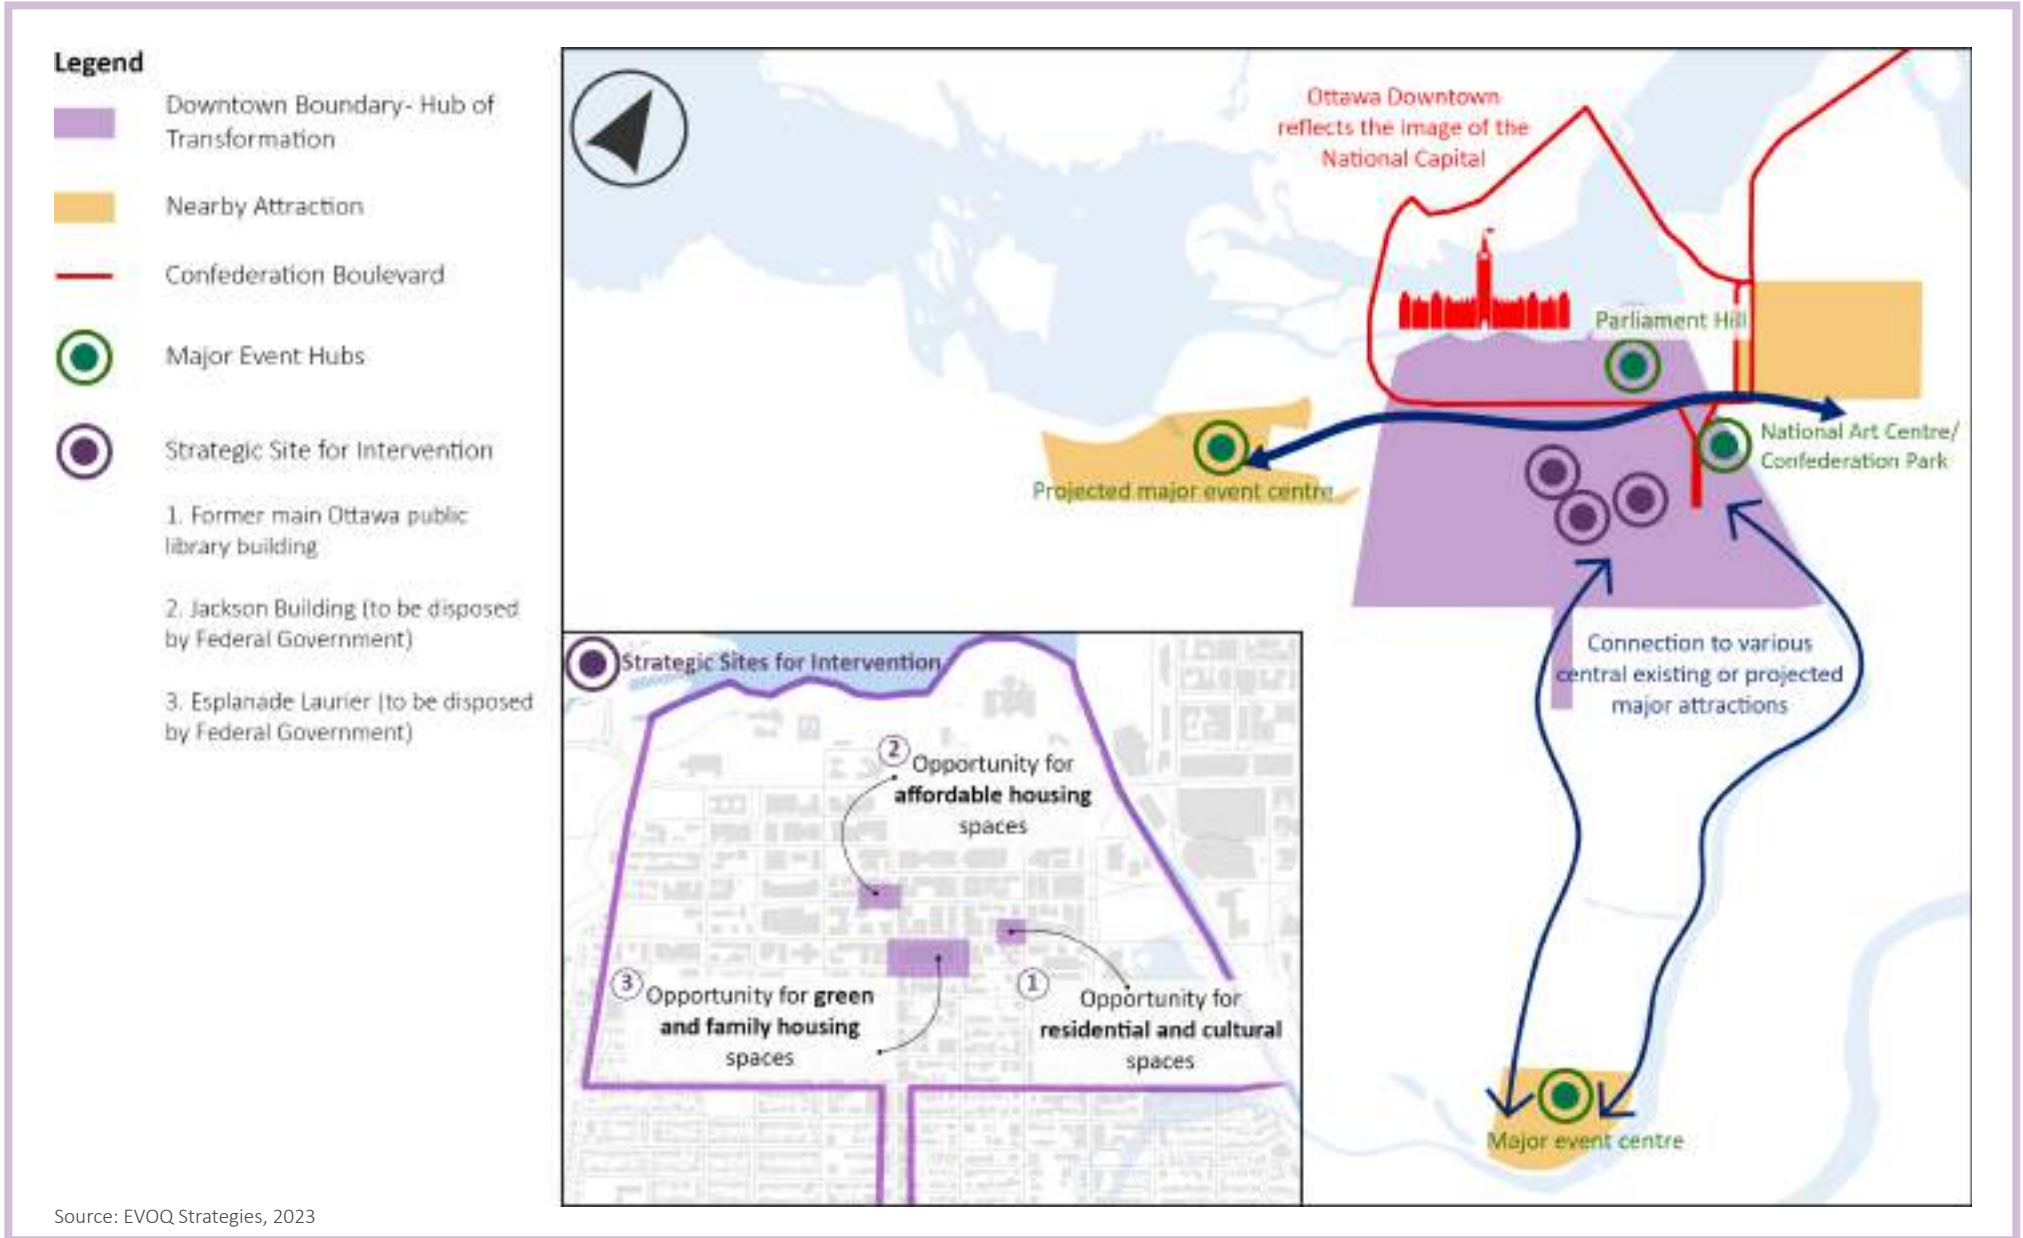 Legend
Downtown Boundary- Hub of
Transformation
Nearby Attraction
Confederation Boulevard
Major Event Hubs
Strategic Site for Intervention
1. Former main Ottawa public
library building
2. Jackson Building (to be disposed
by Federal Government)
3. Esplanade Laurier (to be disposed
by Federal Government)
Ottawa Downtown
reflects the image of the
National Capital
Parliament Hill
National Art Centre/
Confederation Park
Projected major event centre
Connection to various
central existing or projected
major attractions
Major event centre
Strategic Sites for Intervention
2
Opportunity for
affordable housing
spaces
3
Opportunity for green
and family housing
spaces
1
Opportunity for
residential and cultural
spaces
Source: EVOQ Strategies, 2023